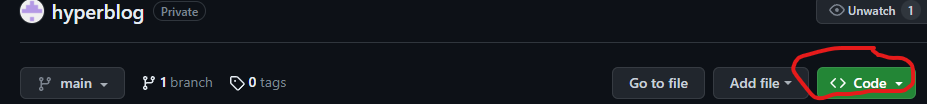 hyperblog Private Unwatch 1
main 1 branch 0 tags Go to file Add file <> Code